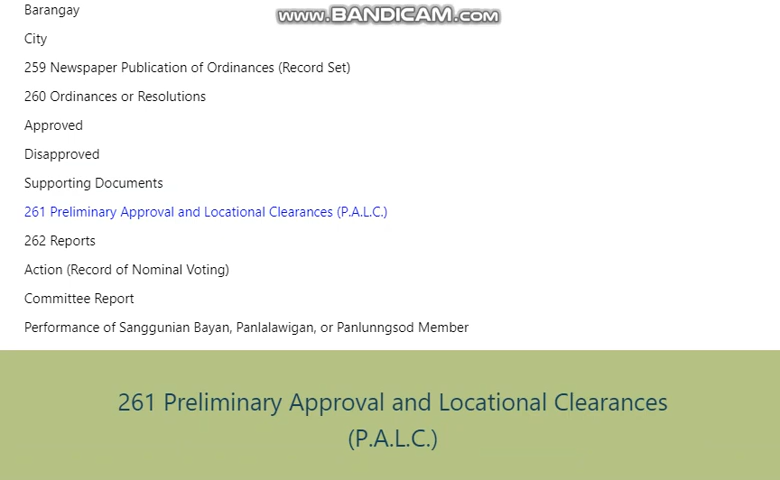 Barangay
www.BANDICAM.com
City
259 Newspaper Publication of Ordinances (Record Set)
260 Ordinances or Resolutions
Approved
Disapproved
Supporting Documents
261 Preliminary Approval and Locational Clearances (P.A.L.C.)
262 Reports
Action (Record of Nominal Voting)
Committee Report
Performance of Sanggunian Bayan, Panlalawigan, or Panlunngsod Member
261 Preliminary Approval and Locational Clearances
(P.A.L.C.)